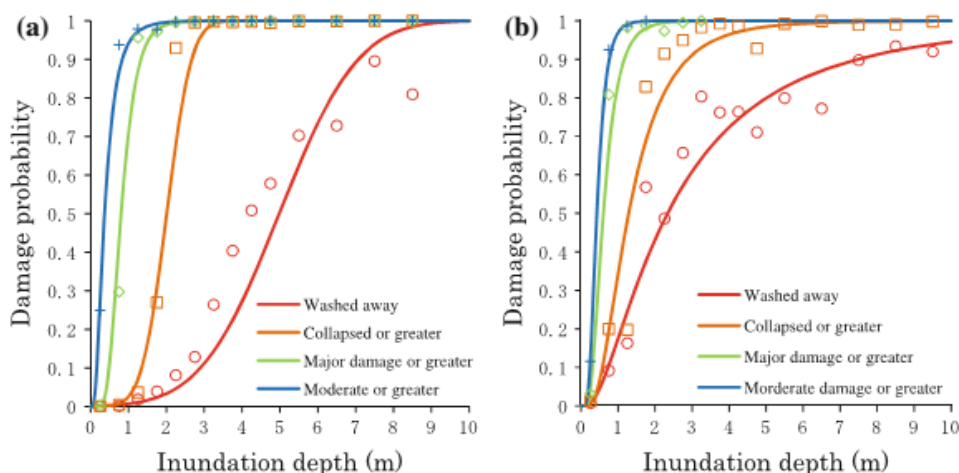 (a)
Damage probability
1
0.9
0.8
0.7
0.6
0.5
0.4
0.3
0.2
0.1
0
0 1 2 3 4 5 6 7 8 9 10
Inundation depth (m)
Washed away
Collapsed or greater
Major damage or greater
Moderate or greater
(b)
Damage probability
1
0.9
0.8
0.7
0.6
0.5
0.4
0.3
0.2
0.1
0
0 1 2 3 4 5 6 7 8 9 10
Inundation depth (m)
Washed away
Collapsed or greater
Major damage or greater
Morderate damage or greater